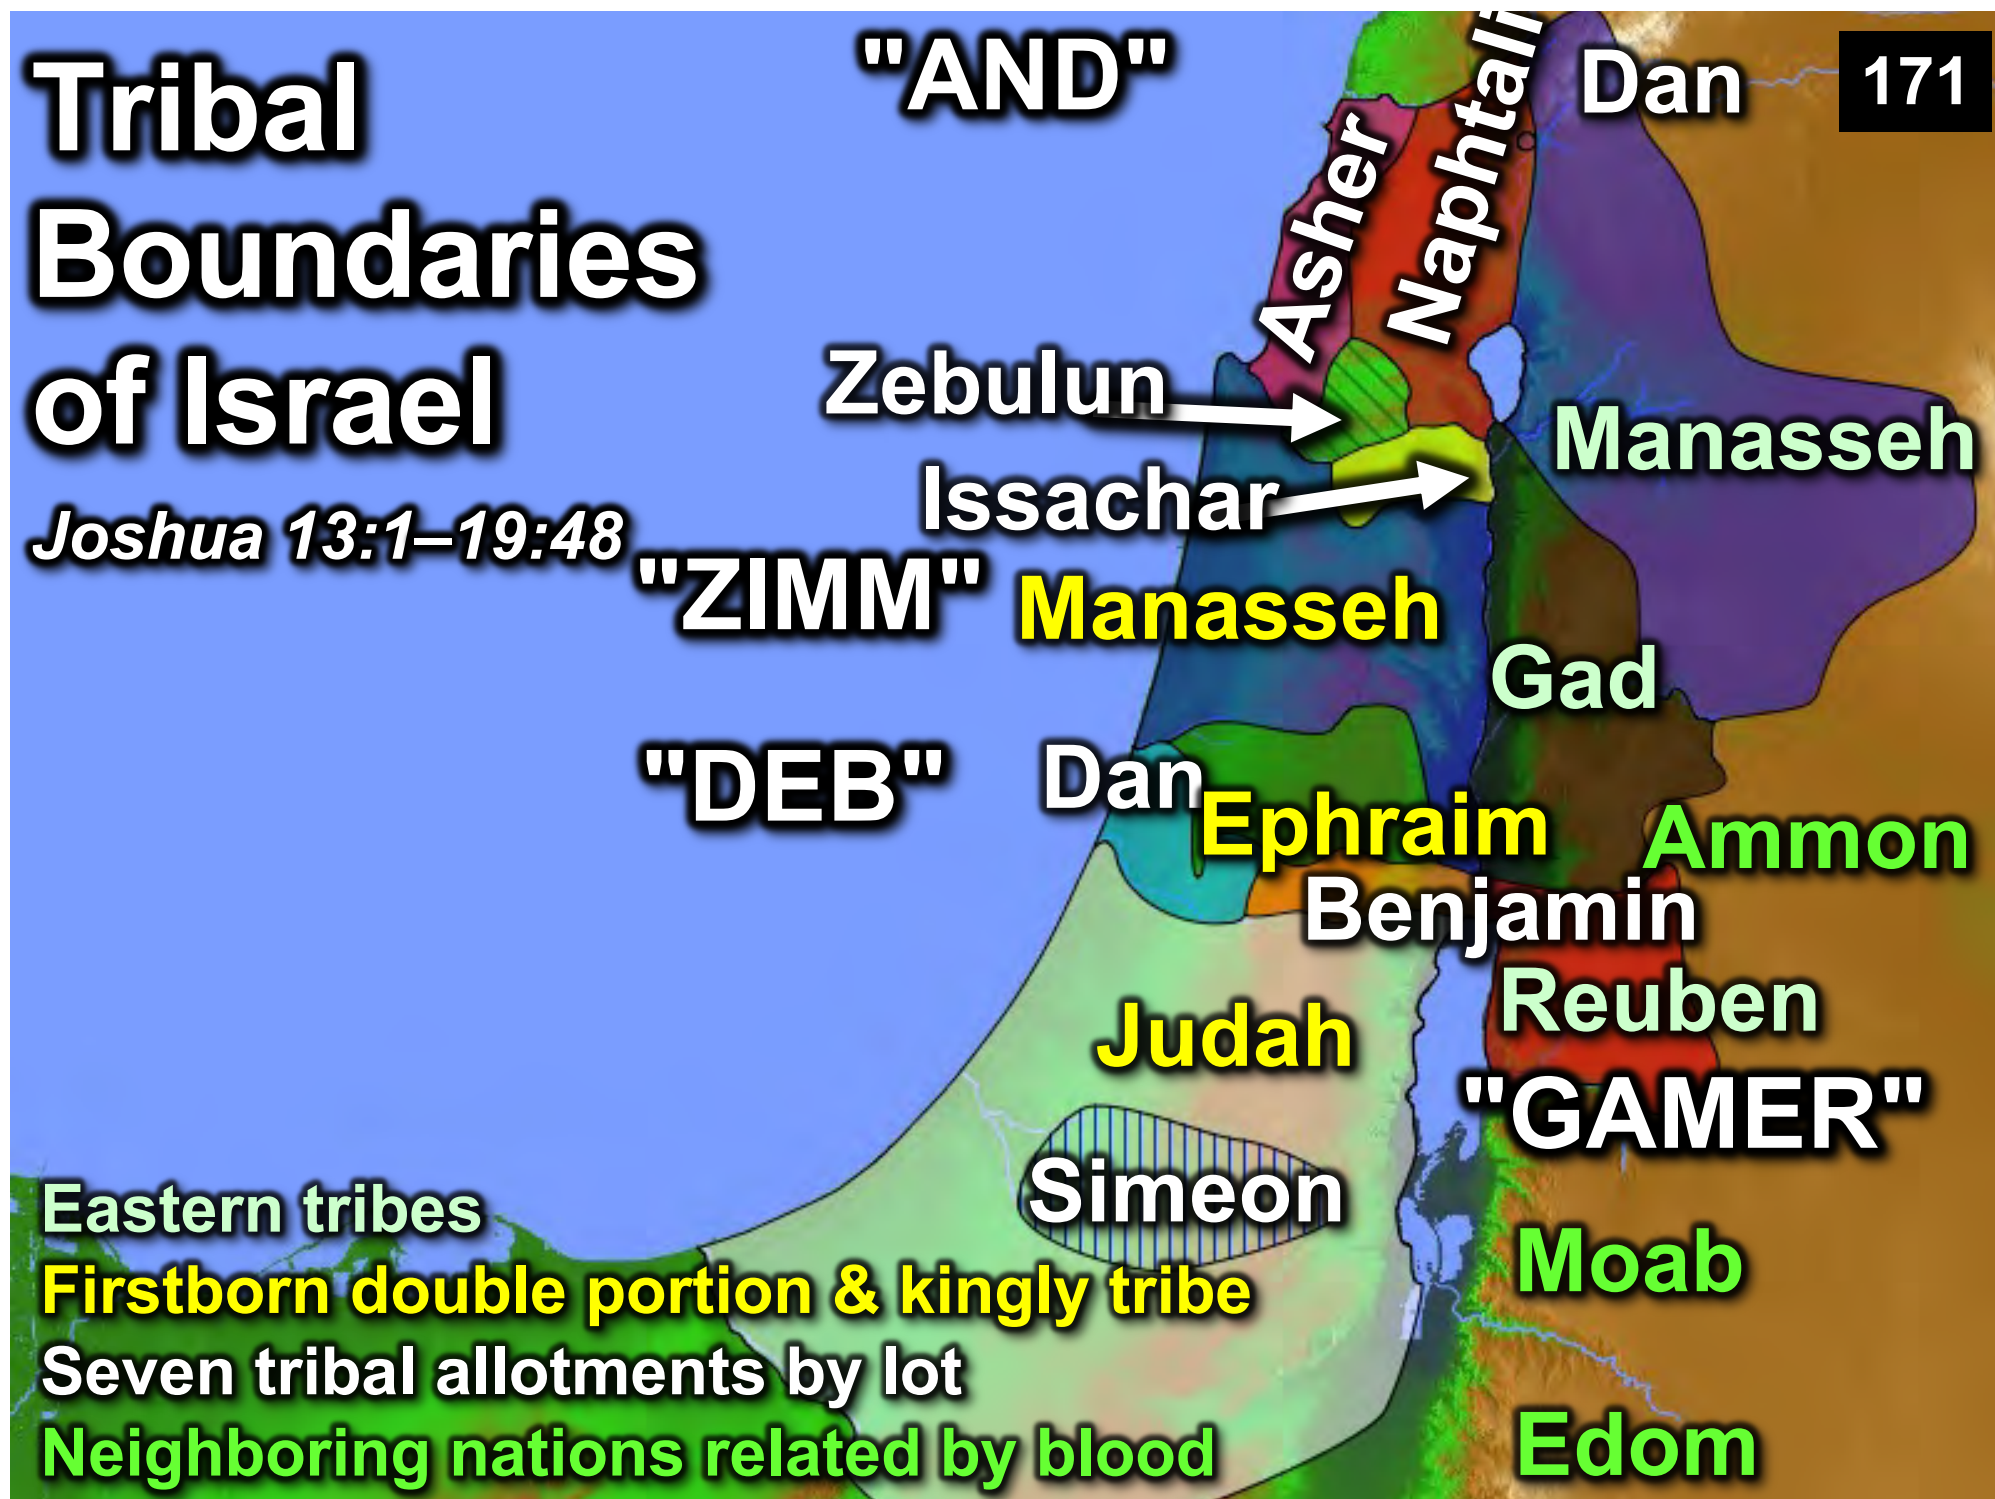 Tribal
Boundaries
of Israel
Joshua 13:1–19:48
"AND"
Asher
Naphtali
Dan
171
Zebulun
Issachar
Manasseh
"ZIMM"
Manasseh
Gad
"DEB"
Dan
Ephraim
Ammon
Benjamin
Reuben
Judah
"GAMER"
Simeon
Moab
Edom
Eastern tribes
Firstborn double portion & kingly tribe
Seven tribal allotments by lot
Neighboring nations related by blood